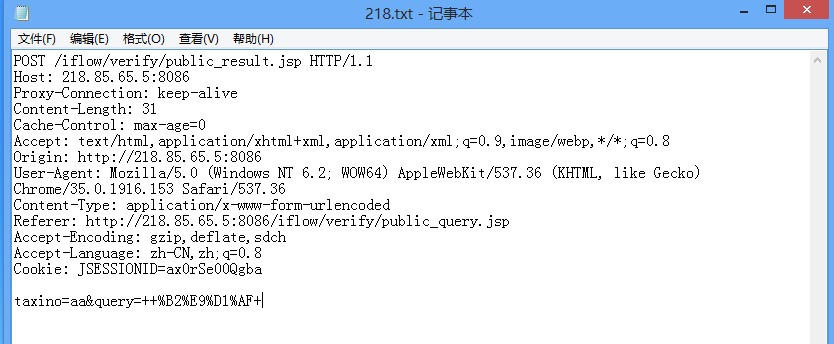 218.txt - 记事本
文件(F) 编辑(E) 格式(O) 查看(V) 帮助(H)
POST /iflow/verify/public_result.jsp HTTP/1.1
Host: 218.85.65.5:8086
Proxy-Connection: keep-alive
Content-Length: 31
Cache-Control: max-age=0
Accept: text/html,application/xhtml+xml,application/xml;q=0.9,image/webp,*/*;q=0.8
Origin: http://218.85.65.5:8086
User-Agent: Mozilla/5.0 (Windows NT 6.2; WOW64) AppleWebKit/537.36 (KHTML, like Gecko)
Chrome/35.0.1916.153 Safari/537.36
Content-Type: application/x-www-form-urlencoded
Referer: http://218.85.65.5:8086/iflow/verify/public_query.jsp
Accept-Encoding: gzip,deflate,sdch
Accept-Language: zh-CN,zh;q=0.8
Cookie: JSESSIONID=ax0rSe00Qgba
taxino=aa&query=++%B2%E9%D1%AF+